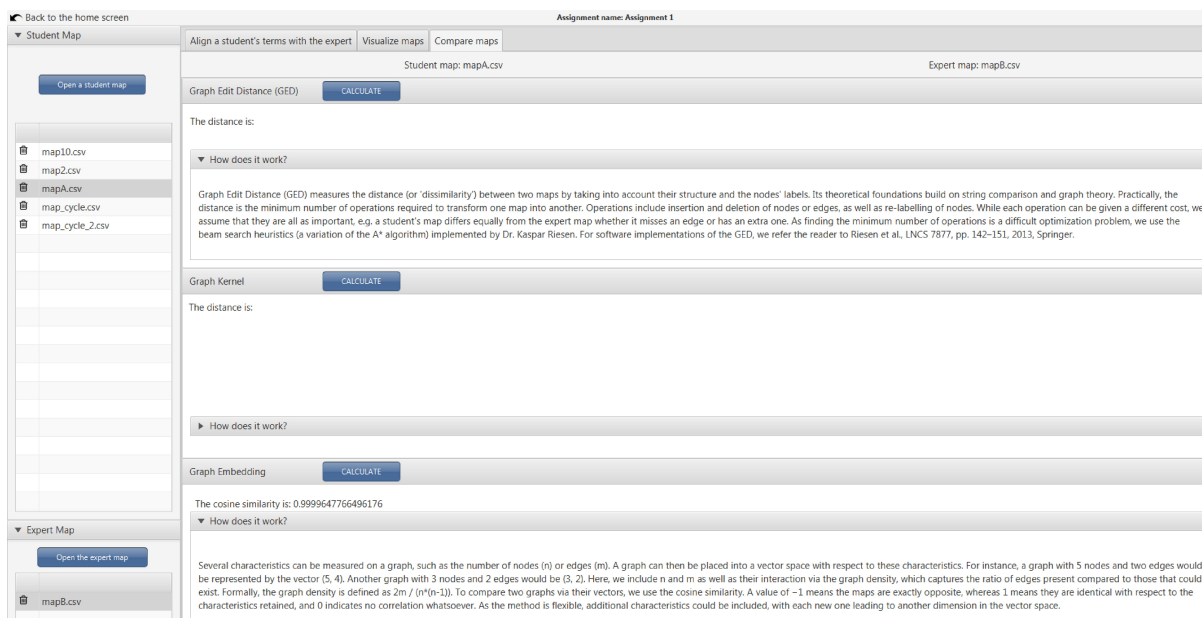 Back to the home screen
Assignment name: Assignment 1
Student Map
Open a student map
map10.csv
map2.csv
mapA.csv
map_cycle.csv
map_cycle_2.csv
Expert Map
Open the expert map
mapB.csv
Align a student's terms with the expert
Visualize maps
Compare maps
Student map: mapA.csv
Expert map: mapB.csv
Graph Edit Distance (GED)
CALCULATE
The distance is:
How does it work?
Graph Edit Distance (GED) measures the distance (or 'dissimilarity') between two maps by taking into account their structure and the nodes' labels. Its theoretical foundations build on string comparison and graph theory. Practically, the
distance is the minimum number of operations required to transform one map into another. Operations include insertion and deletion of nodes or edges, as well as re-labelling of nodes. While each operation can be given a different cost, we
assume that they are all as important, e.g. a student's map differs equally from the expert map whether it misses an edge or has an extra one. As finding the minimum number of operations is a difficult optimization problem, we use the
beam search heuristics (a variation of the A* algorithm) implemented by Dr. Kaspar Riesen. For software implementations of the GED, we refer the reader to Riesen et al., LNCS 7877, pp. 142–151, 2013, Springer.
Graph Kernel
CALCULATE
The distance is:
How does it work?
Graph Embedding
CALCULATE
The cosine similarity is: 0.9999647766496176
How does it work?
Several characteristics can be measured on a graph, such as the number of nodes (n) or edges (m). A graph can then be placed into a vector space with respect to these characteristics. For instance, a graph with 5 nodes and two edges would
be represented by the vector (5, 4). Another graph with 3 nodes and 2 edges would be (3, 2). Here, we include n and m as well as their interaction via the graph density, which captures the ratio of edges present compared to those that could
exist. Formally, the graph density is defined as 2m / (n*(n-1)). To compare two graphs via their vectors, we use the cosine similarity. A value of −1 means the maps are exactly opposite, whereas 1 means they are identical with respect to the
characteristics retained, and 0 indicates no correlation whatsoever. As the method is flexible, additional characteristics could be included, with each new one leading to another dimension in the vector space.